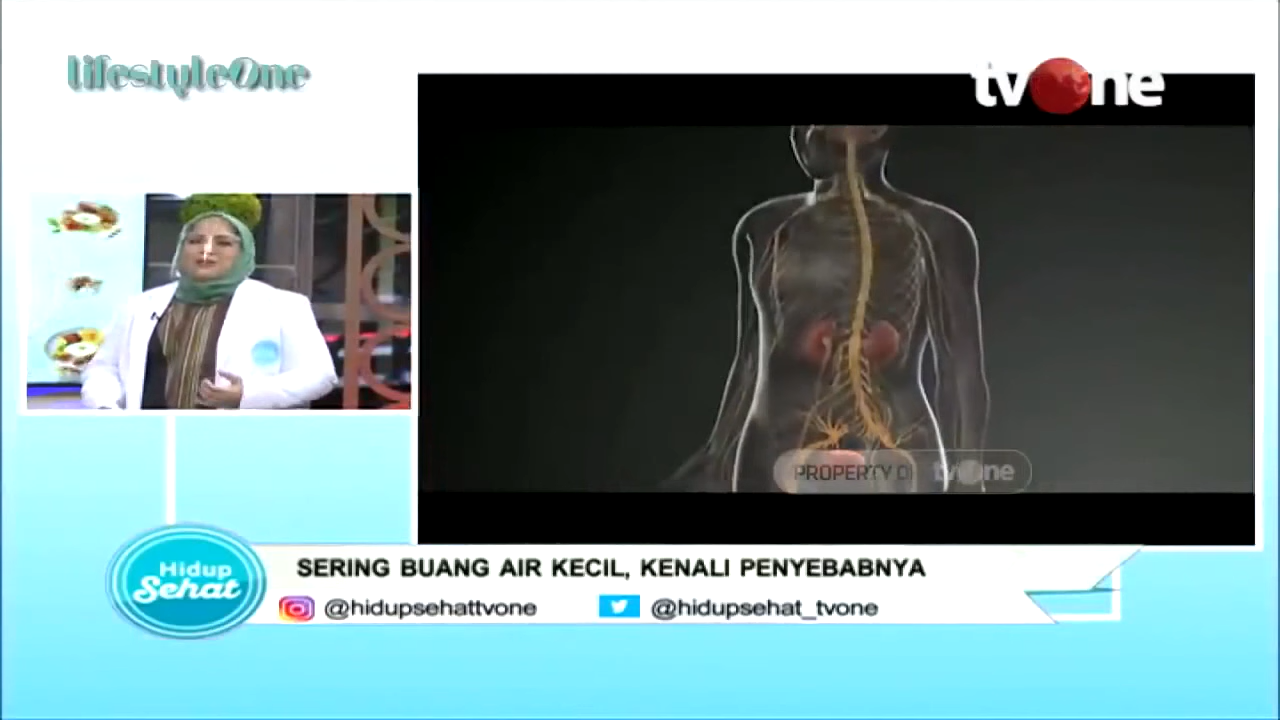 lifestyleOne
tvOne
PROPERTY OF tvOne
Hidup
Sehat
SERING BUANG AIR KECIL, KENALI PENYEBABNYA
@hidupsehattvone @hidupsehat_tvone